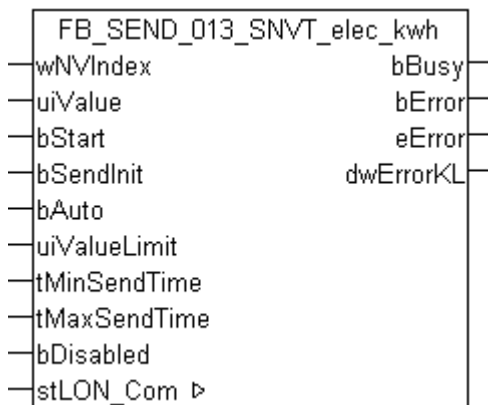 FB_SEND_013_SNVT_elec_kwh
wNVIndex bBusy
uiValue bError
bStart eError
bSendInit dwErrorKL
bAuto
uiValueLimit
tMinSendTime
tMaxSendTime
bDisabled
stLON_Com ▷